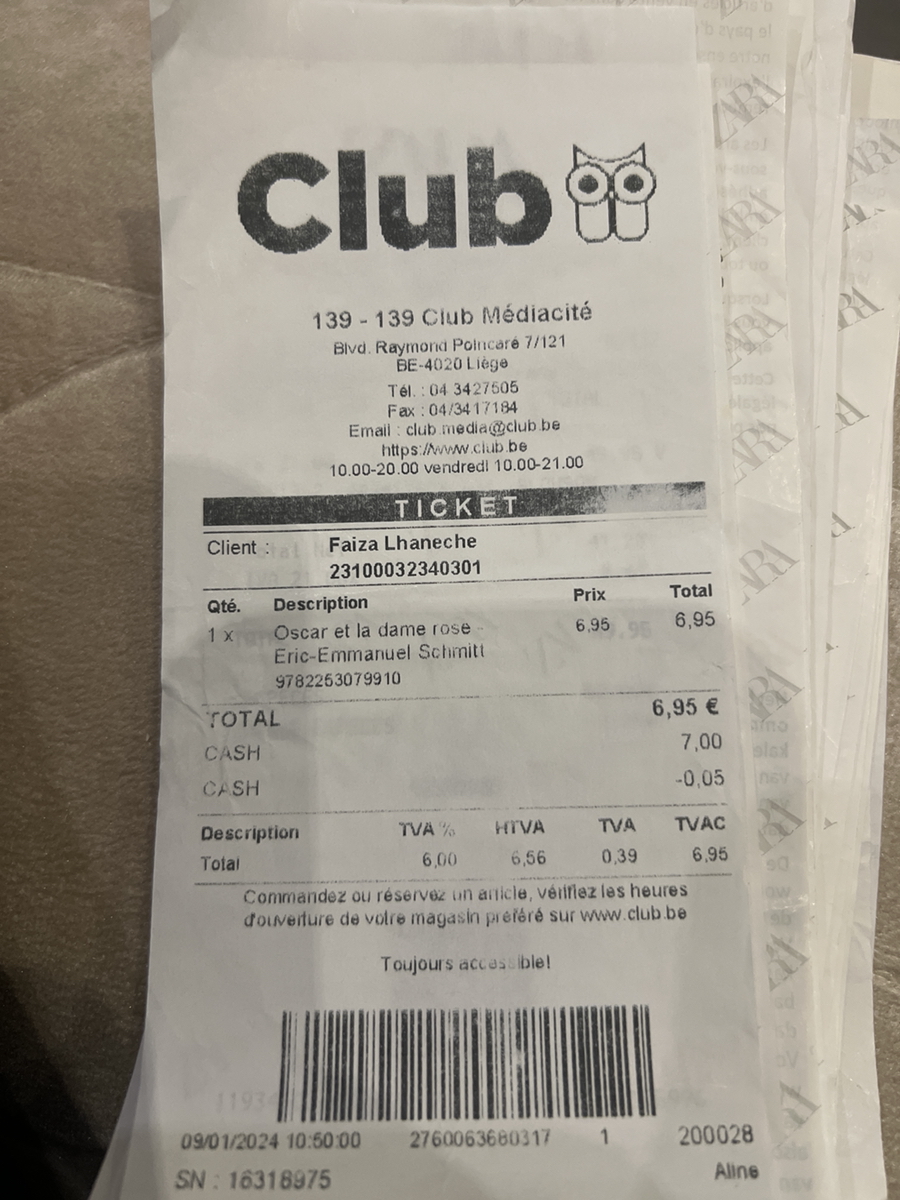 Club
139 - 139 Club Médiacité
Blvd. Raymond Poincaré 7/121
BE-4020 Liège
Tél. : 04 3427505
Fax : 04/3417184
Email : club.media@club.be
https://www.club.be
10.00-20.00 vendredi 10.00-21.00
TICKET
Client : Faiza Lhaneche
23100032340301
Qté. Description Prix Total
1 x Oscar et la dame rose - 6,95 6,95
Eric-Emmanuel Schmitt
9782253079910
TOTAL 6,95 €
CASH 7,00
CASH -0,05
Description TVA % HTVA TVA TVAC
Total 6,00 6,56 0,39 6,95
Commandez ou réservez un article, vérifiez les heures
d'ouverture de votre magasin préféré sur www.club.be
Toujours accessible!
09/01/2024 10:50:00 2760063680317 1 200028
SN : 16318975 Aline
ZARA